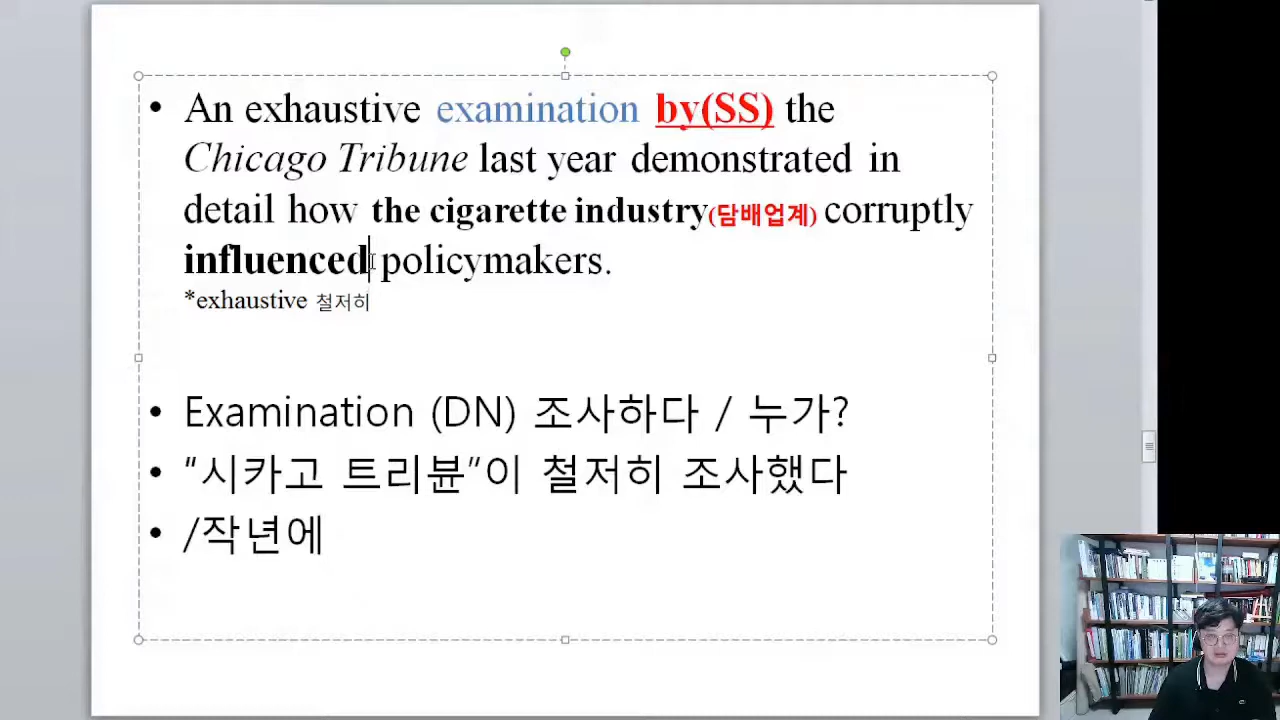 • An exhaustive examination by(SS) the
Chicago Tribune last year demonstrated in
detail how the cigarette industry(담배업계) corruptly
influenced policymakers.
*exhaustive 철저히
• Examination (DN) 조사하다 / 누가?
• "시카고 트리뷴"이 철저히 조사했다
• /작년에